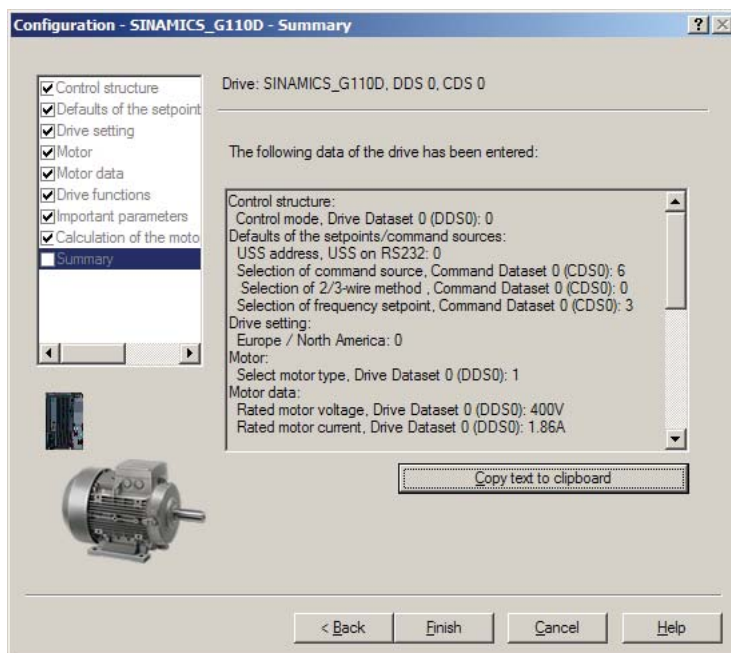 Configuration - SINAMICS_G110D - Summary
Control structure
Defaults of the setpoint
Drive setting
Motor
Motor data
Drive functions
Important parameters
Calculation of the moto
Summary
Drive: SINAMICS_G110D, DDS 0, CDS 0
The following data of the drive has been entered:
Control structure:
Control mode, Drive Dataset 0 (DDS0): 0
Defaults of the setpoints/command sources:
USS address, USS on RS232: 0
Selection of command source, Command Dataset 0 (CDS0): 6
Selection of 2/3-wire method , Command Dataset 0 (CDS0): 0
Selection of frequency setpoint, Command Dataset 0 (CDS0): 3
Drive setting:
Europe / North America: 0
Motor:
Select motor type, Drive Dataset 0 (DDS0): 1
Motor data:
Rated motor voltage, Drive Dataset 0 (DDS0): 400V
Rated motor current, Drive Dataset 0 (DDS0): 1.86A
Copy text to clipboard
< Back Finish Cancel Help